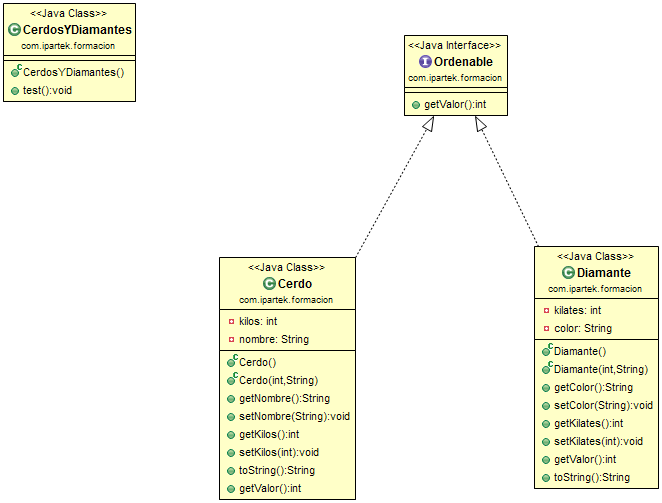 <<Java Class>>
CerdosYDiamantes
com.ipartek.formacion
CerdosYDiamantes()
test():void
<<Java Interface>>
Ordenable
com.ipartek.formacion
getValor():int
<<Java Class>>
Cerdo
com.ipartek.formacion
kilos: int
nombre: String
Cerdo()
Cerdo(int,String)
getNombre():String
setNombre(String):void
getKilos():int
setKilos(int):void
toString():String
getValor():int
<<Java Class>>
Diamante
com.ipartek.formacion
kilates: int
color: String
Diamante()
Diamante(int,String)
getColor():String
setColor(String):void
getKilates():int
setKilates(int):void
getValor():int
toString():String